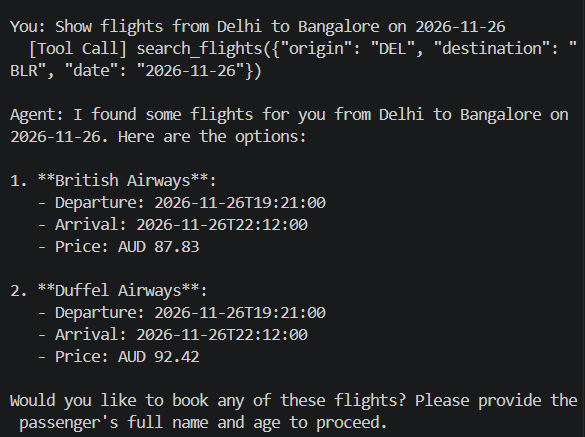 You: Show flights from Delhi to Bangalore on 2026-11-26
[Tool Call] search_flights({"origin": "DEL", "destination": "
BLR", "date": "2026-11-26"})
Agent: I found some flights for you from Delhi to Bangalore on
2026-11-26. Here are the options:
1. **British Airways**:
- Departure: 2026-11-26T19:21:00
- Arrival: 2026-11-26T22:12:00
- Price: AUD 87.83
2. **Duffel Airways**:
- Departure: 2026-11-26T19:21:00
- Arrival: 2026-11-26T22:12:00
- Price: AUD 92.42
Would you like to book any of these flights? Please provide the
passenger's full name and age to proceed.